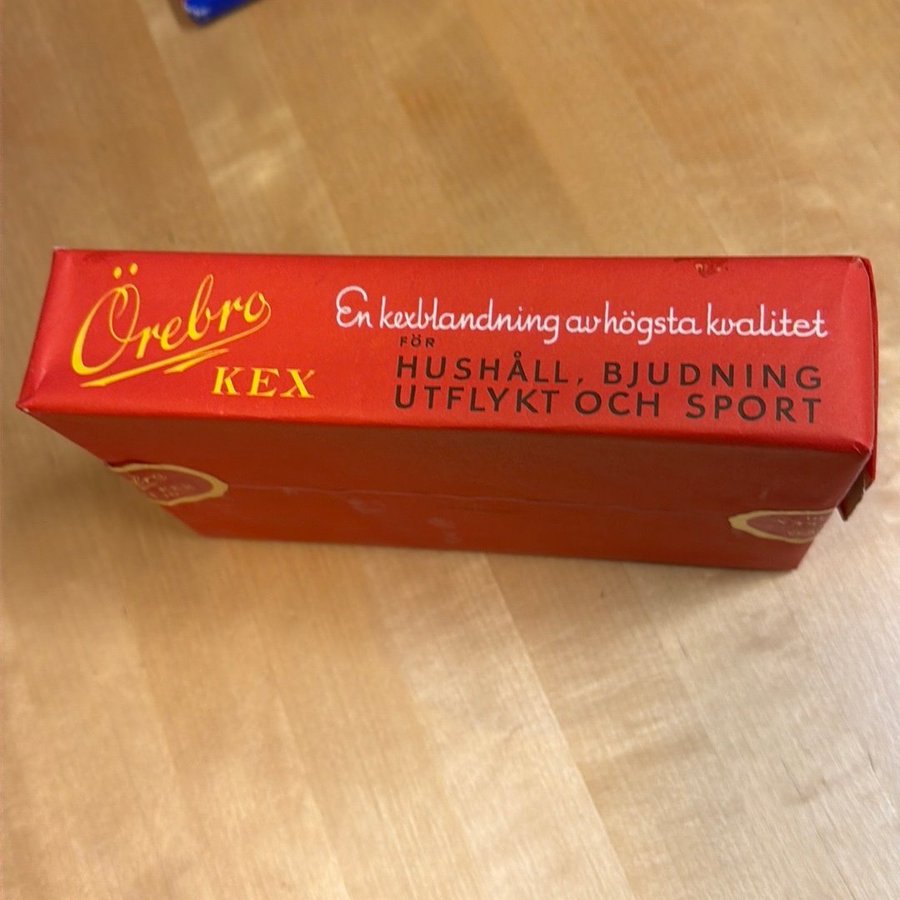 Örebro
KEX
En kexblandning av högsta kvalitet
FÖR
HUSHÅLL, BJUDNING
UTFLYKT OCH SPORT